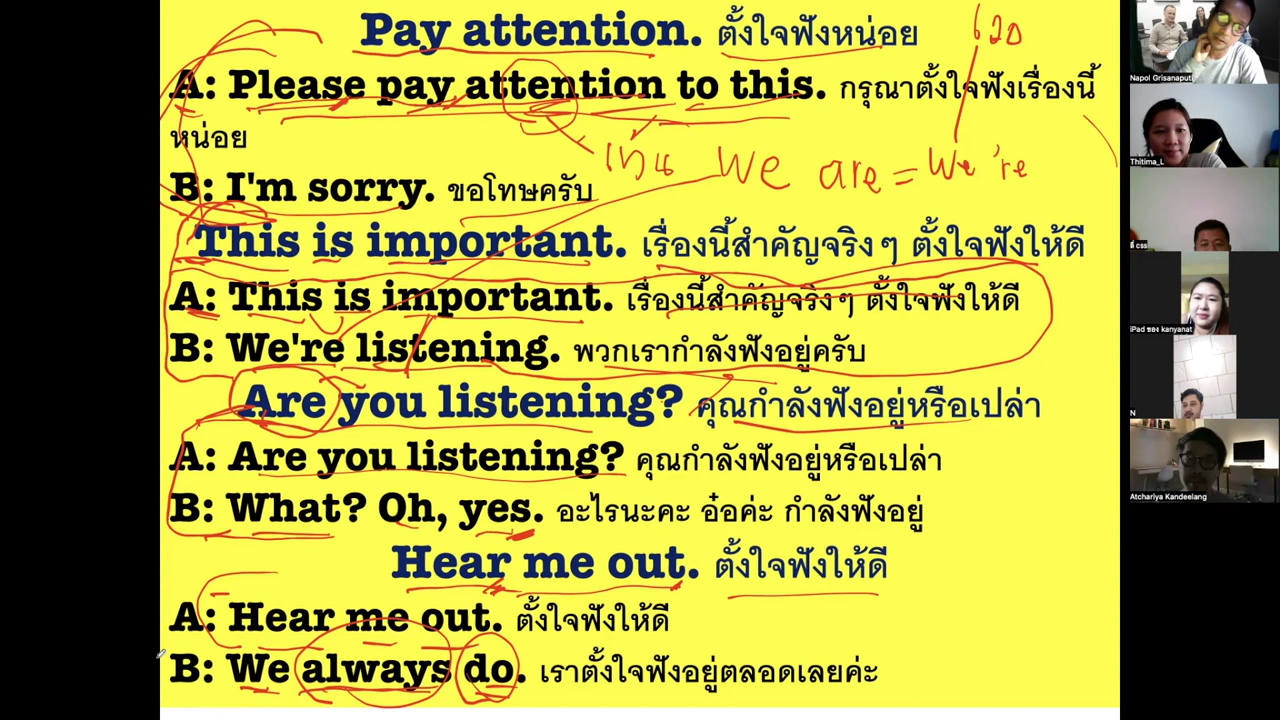 Pay attention. ตั้งใจฟังหน่อย
A: Please pay attention to this. กรุณาตั้งใจฟังเรื่องนี้
หน่อย
We are = We're
B: I'm sorry. ขอโทษครับ
This is important. เรื่องนี้สำคัญจริงๆ ตั้งใจฟังให้ดี
A: This is important. เรื่องนี้สำคัญจริงๆ ตั้งใจฟังให้ดี
B: We're listening. พวกเรากำลังฟังอยู่ครับ
Are you listening? คุณกำลังฟังอยู่หรือเปล่า
A: Are you listening? คุณกำลังฟังอยู่หรือเปล่า
B: What? Oh, yes. อะไรนะคะ อ๋อค่ะ กำลังฟังอยู่
Hear me out. ตั้งใจฟังให้ดี
A: Hear me out. ตั้งใจฟังให้ดี
B: We always do. เราตั้งใจฟังอยู่ตลอดเลยค่ะ
Napol Grisanaputi
Thitima_L
css
iPad ของ kanyanat
N
Atchariya Kandeelang